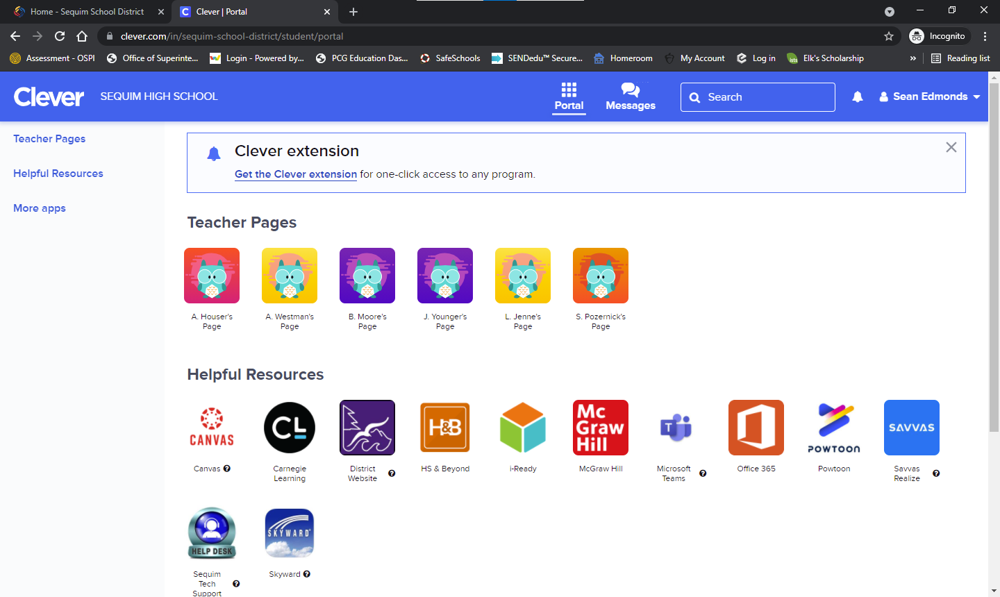 Home - Sequim School District
Clever | Portal
clever.com/in/sequim-school-district/student/portal
Incognito
Assessment - OSPI
Office of Superinte...
Login - Powered by...
PCG Education Das...
SafeSchools
SENDedu™ Secure...
Homeroom
My Account
Log in
Elk's Scholarship
»
Reading list
Clever
SEQUIM HIGH SCHOOL
Portal
Messages
Search
Sean Edmonds
Teacher Pages
Helpful Resources
More apps
Clever extension
Get the Clever extension for one-click access to any program.
Teacher Pages
A. Houser's
Page
A. Westman's
Page
B. Moore's
Page
J. Younger's
Page
L. Jenne's
Page
S. Pozernick's
Page
Helpful Resources
CANVAS
CL
H&B
Mc
Graw
Hill
T
POWTOON
SAVVAS
Canvas
Carnegie
Learning
District
Website
HS & Beyond
i-Ready
McGraw Hill
Microsoft
Teams
Office 365
Powtoon
Savvas
Realize
HELP DESK
SKYWARD
Sequim
Tech
Support
Skyward